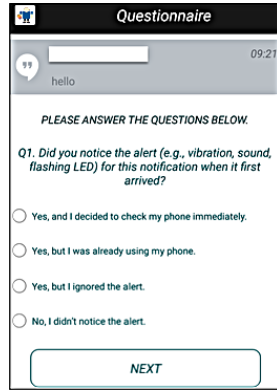 Questionnaire
09:21
hello
PLEASE ANSWER THE QUESTIONS BELOW.
Q1. Did you notice the alert (e.g., vibration, sound,
flashing LED) for this notification when it first
arrived?
Yes, and I decided to check my phone immediately.
Yes, but I was already using my phone.
Yes, but I ignored the alert.
No, I didn't notice the alert.
NEXT